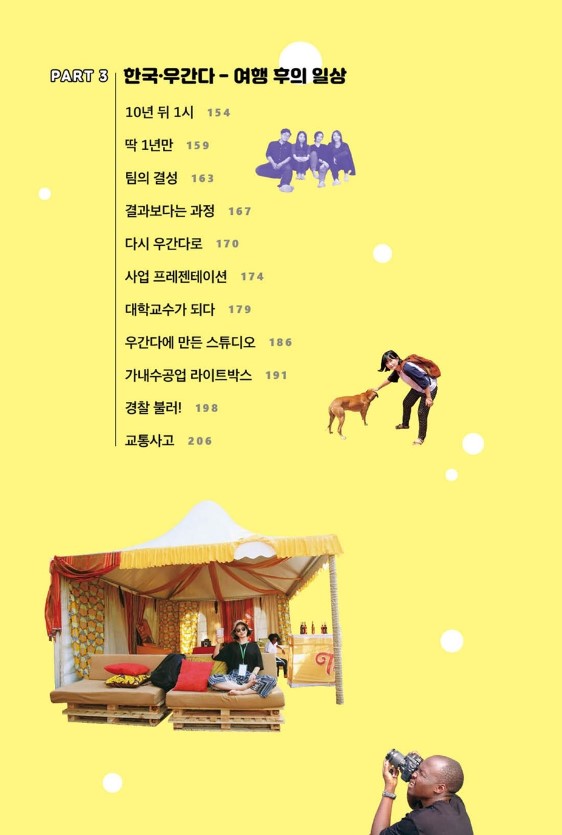 PART 3 한국·우간다 - 여행 후의 일상
10년 뒤 1시 154
딱 1년만 159
팀의 결성 163
결과보다는 과정 167
다시 우간다로 170
사업 프레젠테이션 174
대학교수가 되다 179
우간다에 만든 스튜디오 186
가내수공업 라이트박스 191
경찰 불러! 198
교통사고 206